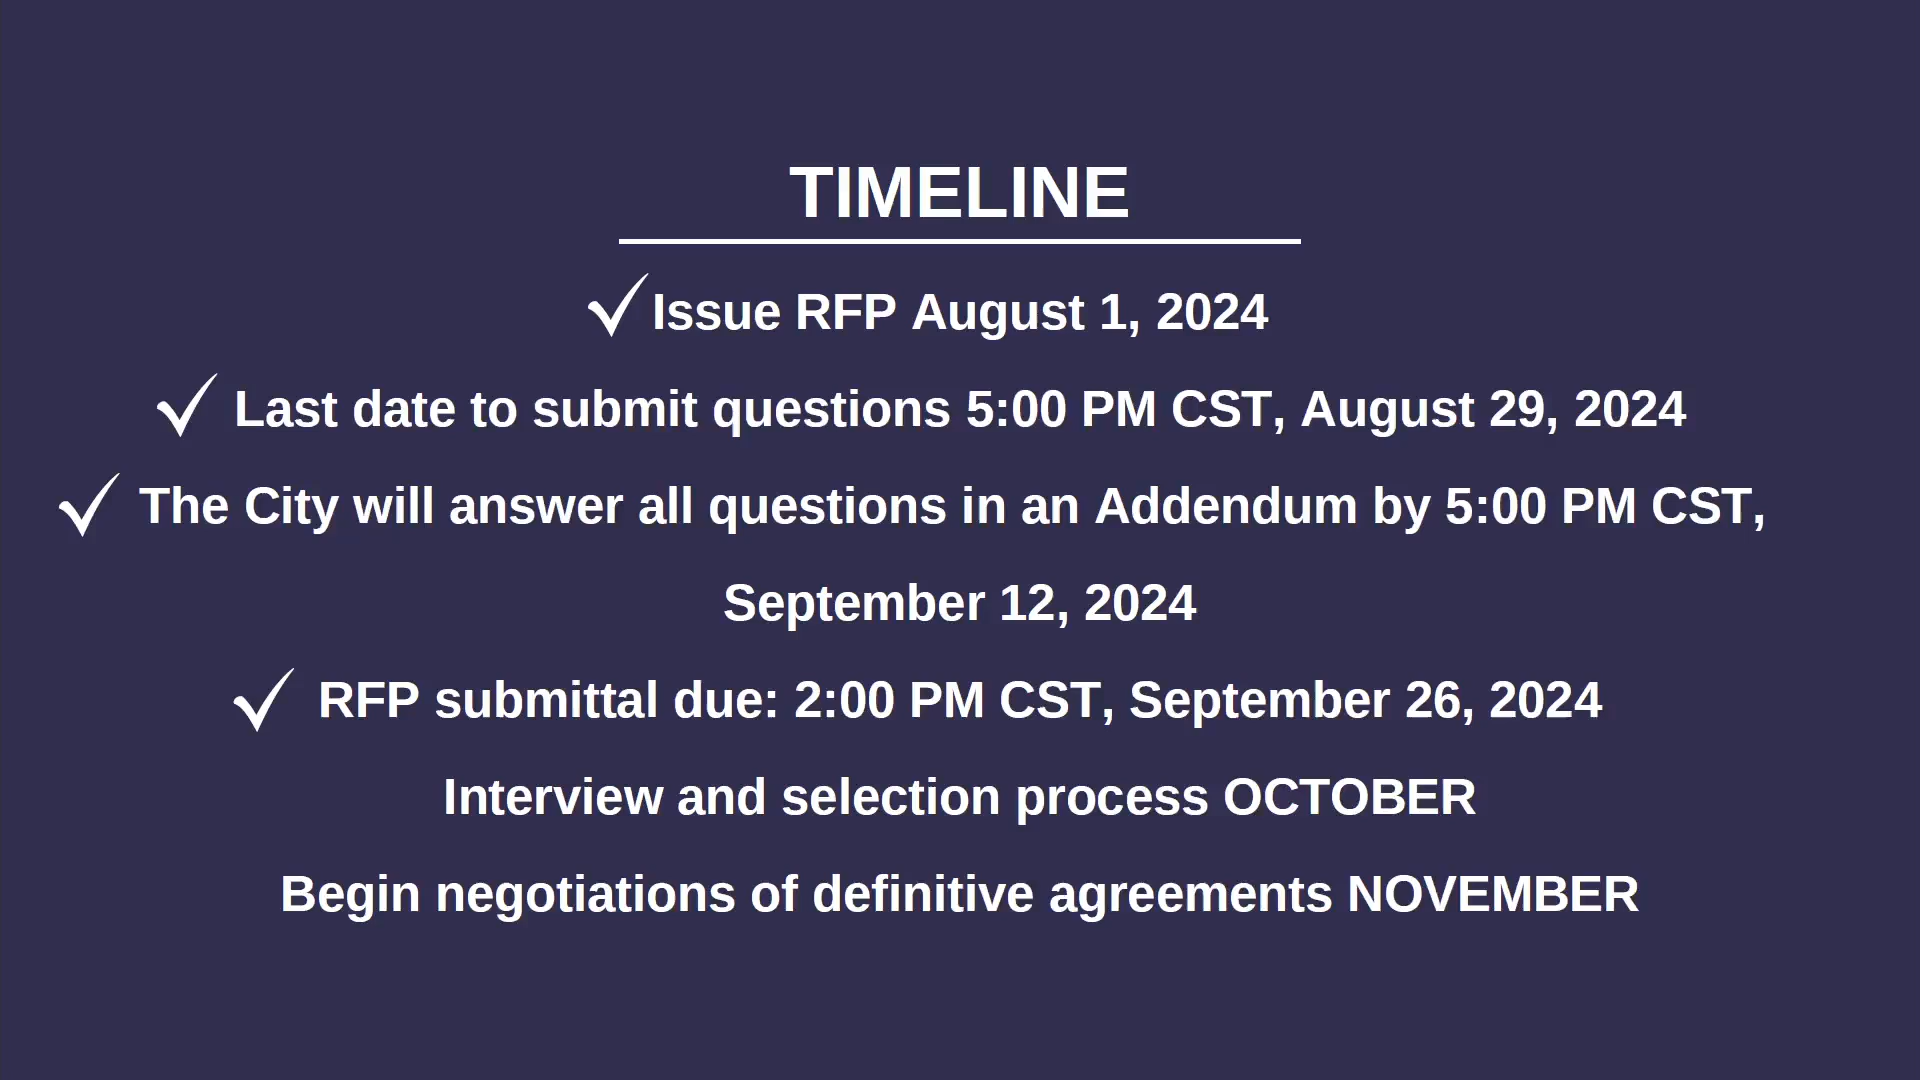 TIMELINE
✓Issue RFP August 1, 2024
✓ Last date to submit questions 5:00 PM CST, August 29, 2024
✓ The City will answer all questions in an Addendum by 5:00 PM CST,
September 12, 2024
✓ RFP submittal due: 2:00 PM CST, September 26, 2024
Interview and selection process OCTOBER
Begin negotiations of definitive agreements NOVEMBER